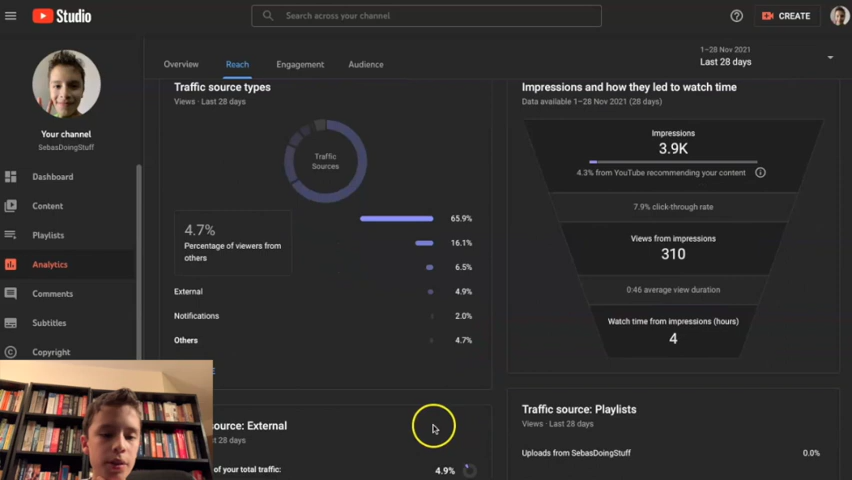 Studio
Search across your channel
CREATE
Your channel
SebasDoingStuff
Dashboard
Content
Playlists
Analytics
Comments
Subtitles
Copyright
Overview
Reach
Engagement
Audience
1–28 Nov 2021
Last 28 days
Traffic source types
Views · Last 28 days
Traffic
Sources
4.7%
Percentage of viewers from
others
65.9%
16.1%
6.5%
External 4.9%
Notifications 2.0%
Others 4.7%
Impressions and how they led to watch time
Data available 1–28 Nov 2021 (28 days)
Impressions
3.9K
4.3% from YouTube recommending your content
7.9% click-through rate
Views from impressions
310
0:46 average view duration
Watch time from impressions (hours)
4
source: External
28 days
of your total traffic: 4.9%
Traffic source: Playlists
Views · Last 28 days
Uploads from SebasDoingStuff 0.0%